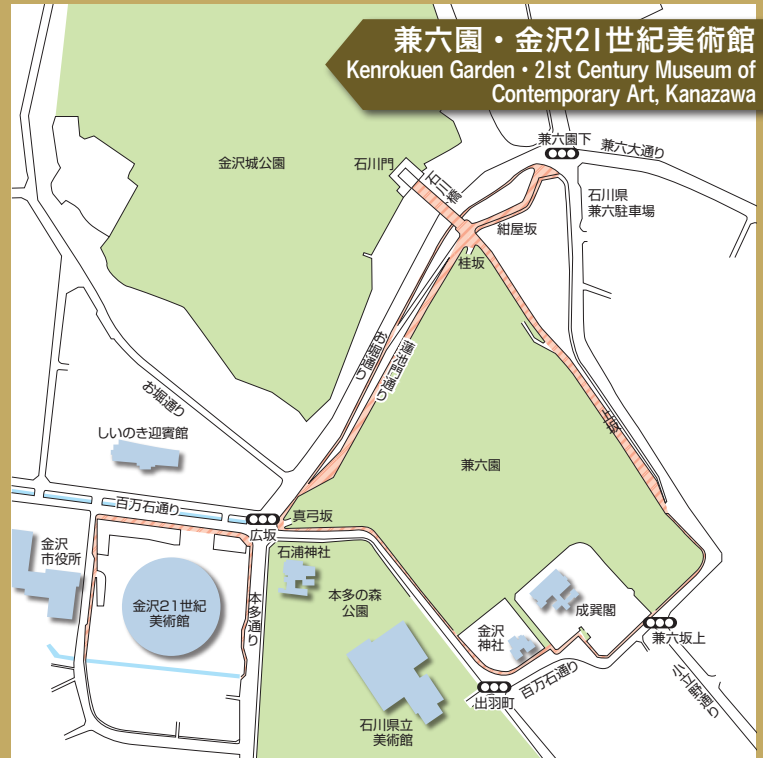 兼六園・金沢21世紀美術館
Kenrokuen Garden・21st Century Museum of
Contemporary Art, Kanazawa
兼六園下
兼六大通り
金沢城公園
石川門
石川橋
石川県
兼六駐車場
紺屋坂
桂坂
お堀通り
蓮池門通り
お堀通り
上坂
しいのき迎賓館
兼六園
百万石通り
真弓坂
広坂
金沢
市役所
石浦神社
金沢21世紀
美術館
本多通り
本多の森
公園
成巽閣
金沢
神社
兼六坂上
百万石通り
小立野通り
出羽町
石川県立
美術館